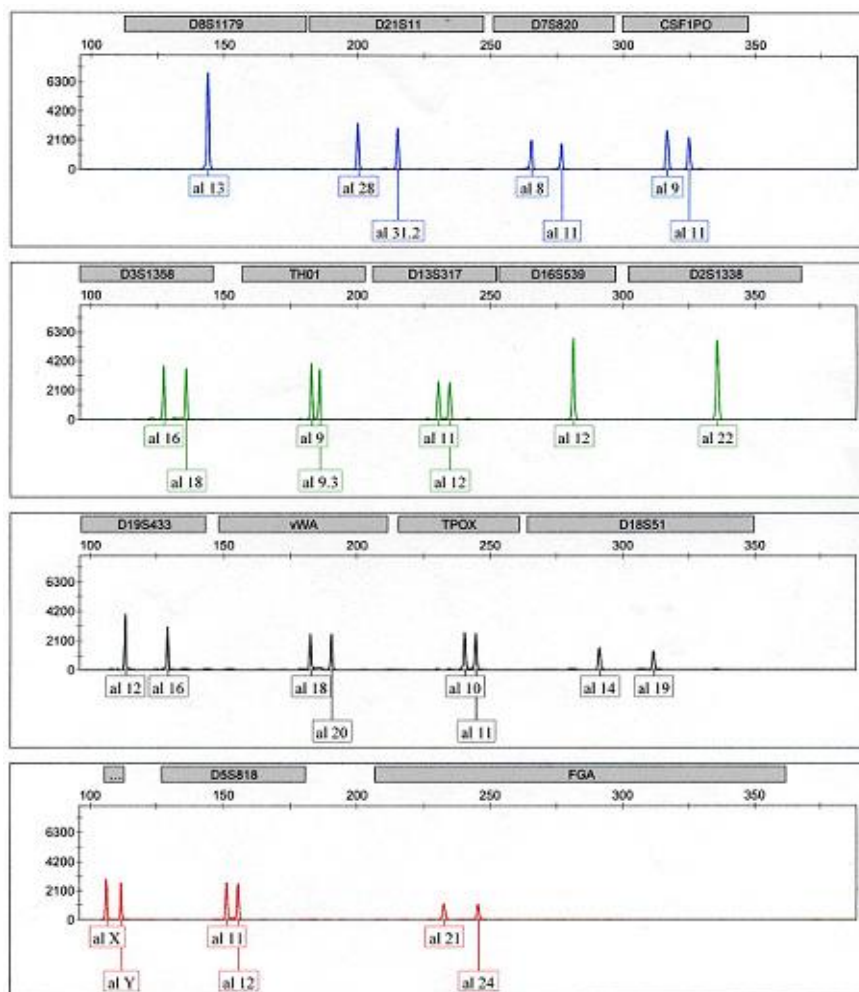 D8S1179 D21S11 D7S820 CSF1PO
100 150 200 250 300 350
6300
4200
2100
0
al 13 al 28 al 8 al 9
al 31.2 al 11 al 11
D3S1358 TH01 D13S317 D16S539 D2S1338
100 150 200 250 300 350
6300
4200
2100
0
al 16 al 9 al 11 al 12 al 22
al 18 al 9.3 al 12
D19S433 vWA TPOX D18S51
100 150 200 250 300 350
6300
4200
2100
0
al 12 al 16 al 18 al 10 al 14 al 19
al 20 al 11
... D5S818 FGA
100 150 200 250 300 350
6300
4200
2100
0
al X al 11 al 21
al Y al 12 al 24